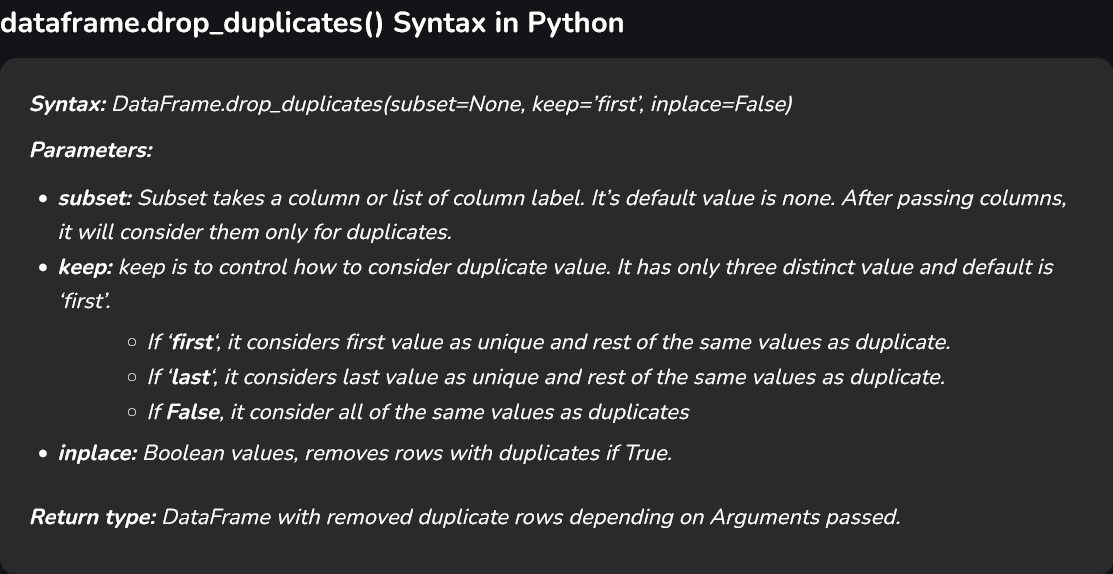 dataframe.drop_duplicates() Syntax in Python
Syntax: DataFrame.drop_duplicates(subset=None, keep=’first’, inplace=False)
Parameters:
subset: Subset takes a column or list of column label. It’s default value is none. After passing columns,
it will consider them only for duplicates.
keep: keep is to control how to consider duplicate value. It has only three distinct value and default is
‘first’.
If ‘first‘, it considers first value as unique and rest of the same values as duplicate.
If ‘last‘, it considers last value as unique and rest of the same values as duplicate.
If False, it consider all of the same values as duplicates
inplace: Boolean values, removes rows with duplicates if True.
Return type: DataFrame with removed duplicate rows depending on Arguments passed.